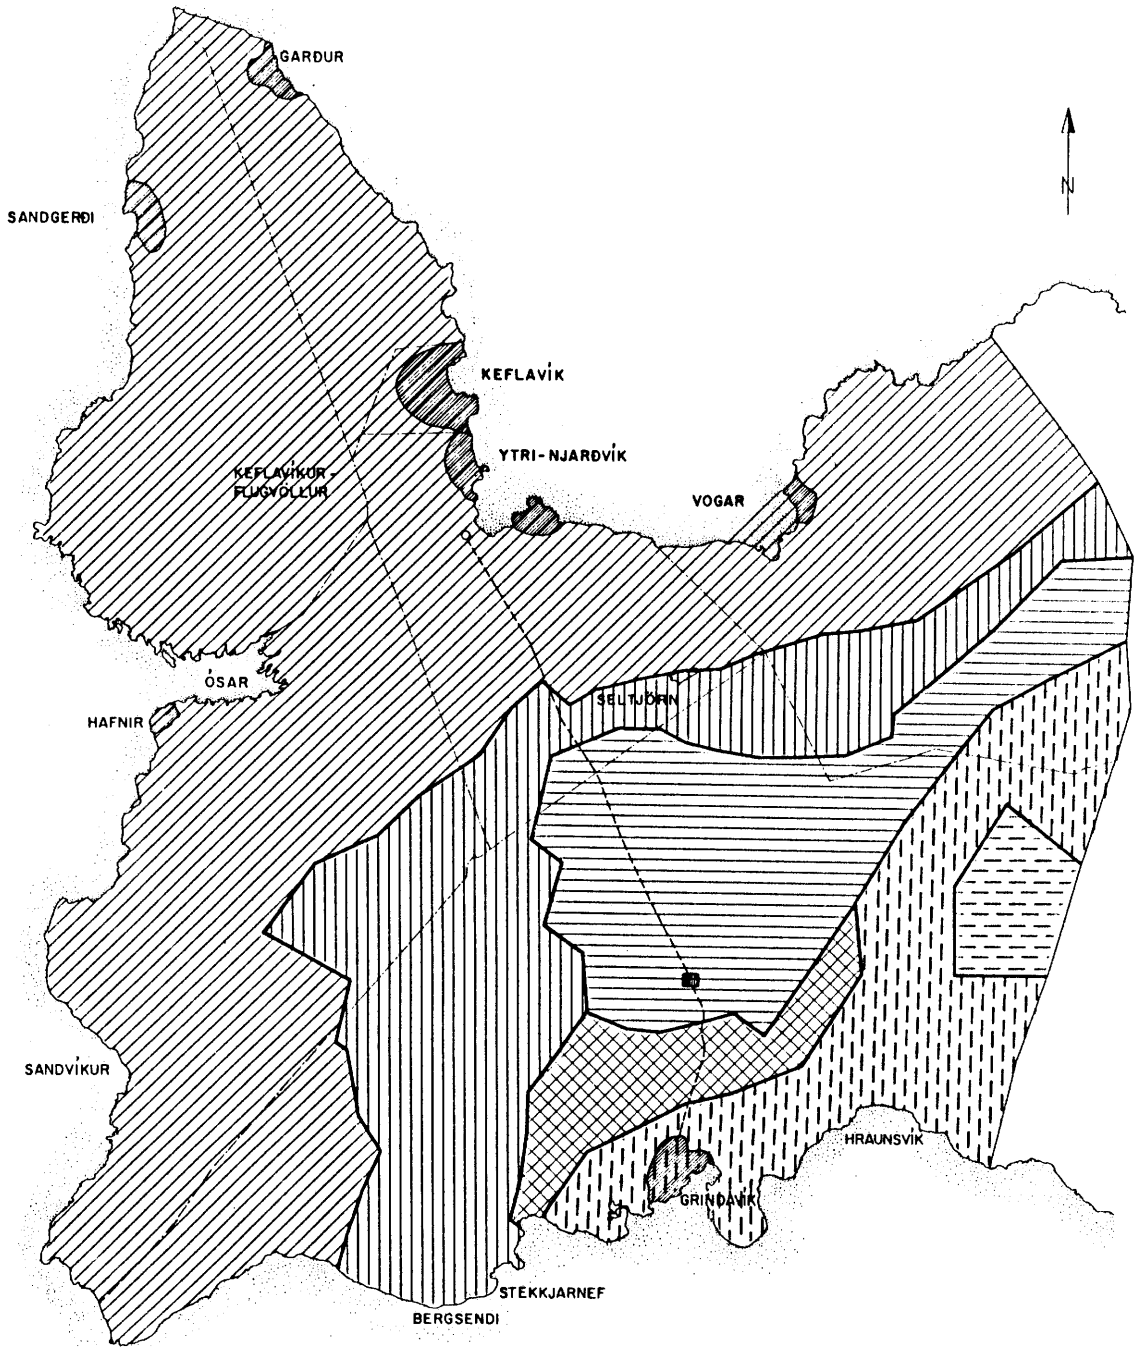 GARÐUR
N
SANDGERÐI
KEFLAVÍK
YTRI-NJARÐVÍK
KEFLAVÍKUR-
FLUGVÖLLUR
VOGAR
ÓSAR
SELTJÖRN
HAFNIR
SANDVÍKUR
HRAUNSVÍK
GRINDAVÍK
STEKKJARNEF
BERGSENDI